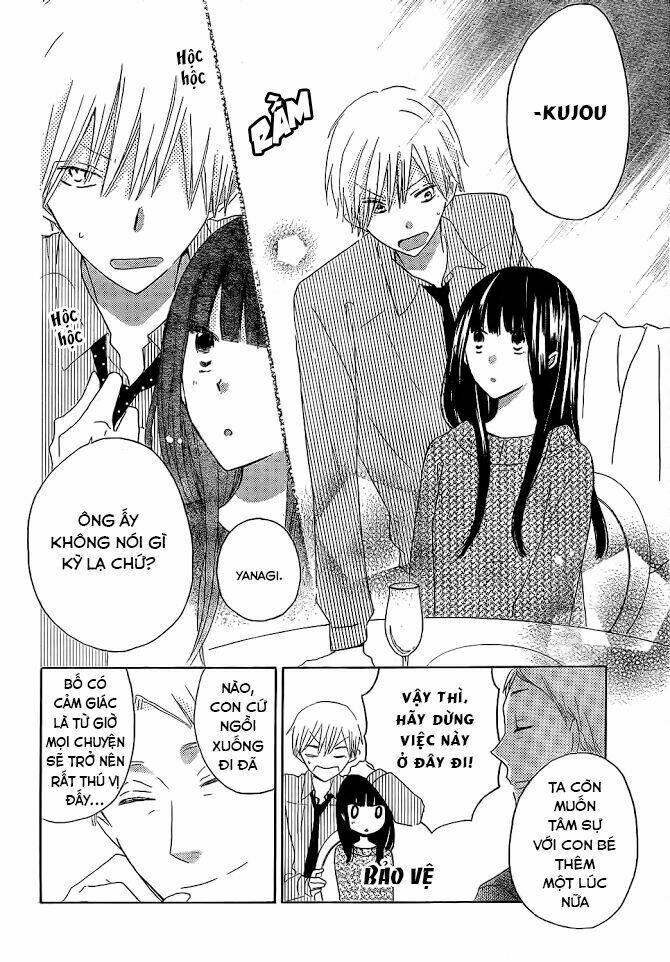 -KUJOU
RẦM
Hộc
hộc
Hộc
hộc
YANAGI.
ÔNG ẤY
KHÔNG NÓI GÌ
KỲ LẠ CHỨ?
TA CÒN
MUỐN
TÂM SỰ
VỚI CON BÉ
THÊM
MỘT LÚC
NỮA
VẬY THÌ,
HÃY DỪNG
VIỆC NÀY
Ở ĐÂY ĐI!
BẢO VỆ
NÀO,
CON CỨ
NGỒI
XUỐNG
ĐI ĐÃ
BỐ CÓ
CẢM GIÁC
LÀ TỪ GIỜ
MỌI CHUYỆN
SẼ TRỞ NÊN
RẤT THÚ VỊ
ĐẤY...